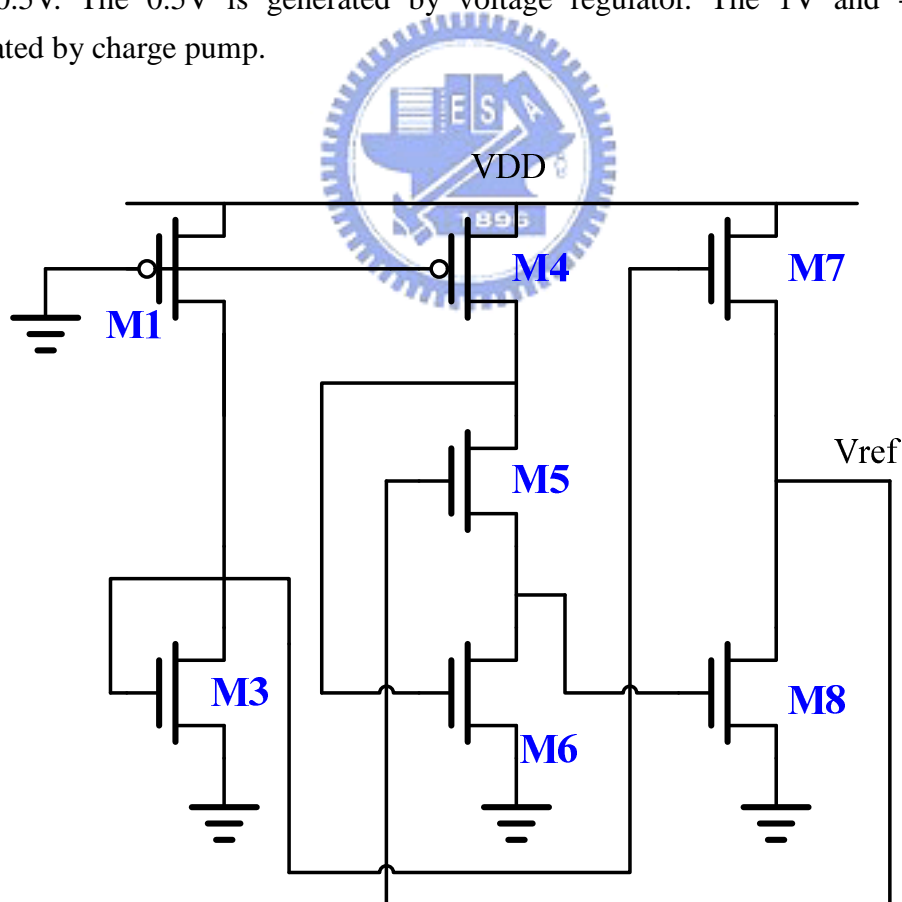 0.5V. The 0.5V is generated by voltage regulator. The 1V and
ated by charge pump.
E S A
VDD
1896
M4
M7
M1
Vref
M5
M3
M8
M6